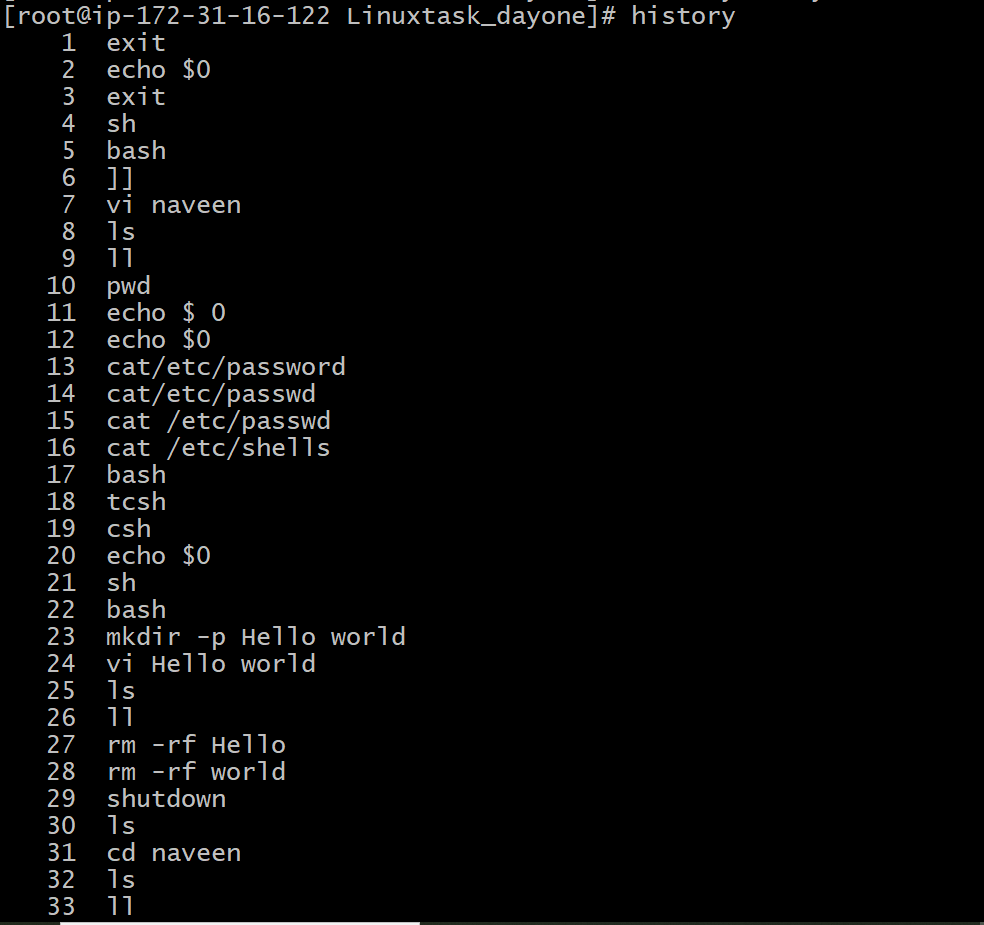 [root@ip-172-31-16-122 Linuxtask_dayone]# history
1 exit
2 echo $0
3 exit
4 sh
5 bash
6 ]]
7 vi naveen
8 ls
9 ll
10 pwd
11 echo $ 0
12 echo $0
13 cat/etc/password
14 cat/etc/passwd
15 cat /etc/passwd
16 cat /etc/shells
17 bash
18 tcsh
19 csh
20 echo $0
21 sh
22 bash
23 mkdir -p Hello world
24 vi Hello world
25 ls
26 ll
27 rm -rf Hello
28 rm -rf world
29 shutdown
30 ls
31 cd naveen
32 ls
33 ll